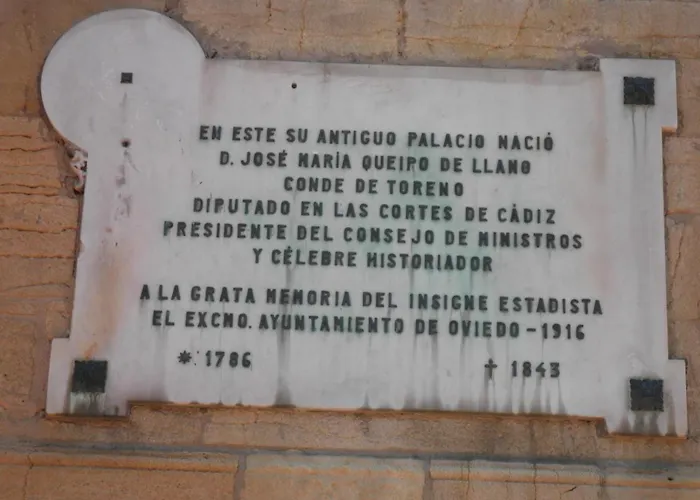 EN ESTE SU ANTIGUO PALACIO NACIÓ
D. JOSÉ MARÍA QUEIPO DE LLANO
CONDE DE TORENO
DIPUTADO EN LAS CORTES DE CÁDIZ
PRESIDENTE DEL CONSEJO DE MINISTROS
Y CÉLEBRE HISTORIADOR
A LA GRATA MEMORIA DEL INSIGNE ESTADISTA
EL EXCMO. AYUNTAMIENTO DE OVIEDO - 1916
* 1786 † 1843